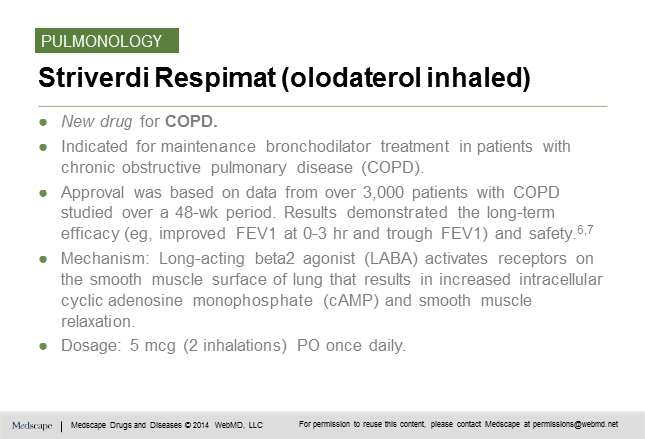 PULMONOLOGY
Striverdi Respimat (olodaterol inhaled)
● New drug for COPD.
● Indicated for maintenance bronchodilator treatment in patients with
chronic obstructive pulmonary disease (COPD).
● Approval was based on data from over 3,000 patients with COPD
studied over a 48-wk period. Results demonstrated the long-term
efficacy (eg, improved FEV1 at 0-3 hr and trough FEV1) and safety.6,7
● Mechanism: Long-acting beta2 agonist (LABA) activates receptors on
the smooth muscle surface of lung that results in increased intracellular
cyclic adenosine monophosphate (cAMP) and smooth muscle
relaxation.
● Dosage: 5 mcg (2 inhalations) PO once daily.
Medscape | Medscape Drugs and Diseases © 2014 WebMD, LLC For permission to reuse this content, please contact Medscape at permissions@webmd.net